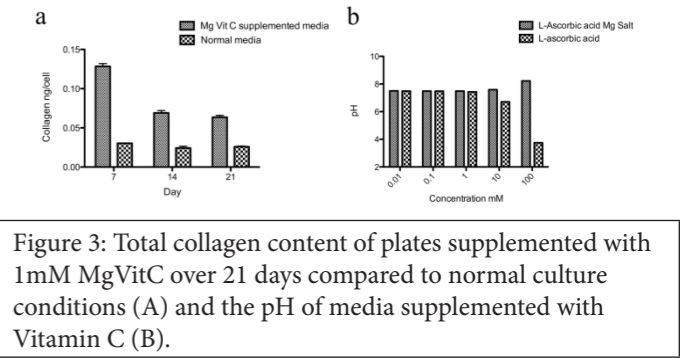 a
Mg Vit C supplemented media
Normal media
Collagen ng/cell
0.15
0.10
0.05
0.00
7 14 21
Day
b
L-Ascorbic acid Mg Salt
L-ascorbic acid
pH
10
8
6
4
2
0.01 0.1 1 10 100
Concentration mM
Figure 3: Total collagen content of plates supplemented with
1mM MgVitC over 21 days compared to normal culture
conditions (A) and the pH of media supplemented with
Vitamin C (B).